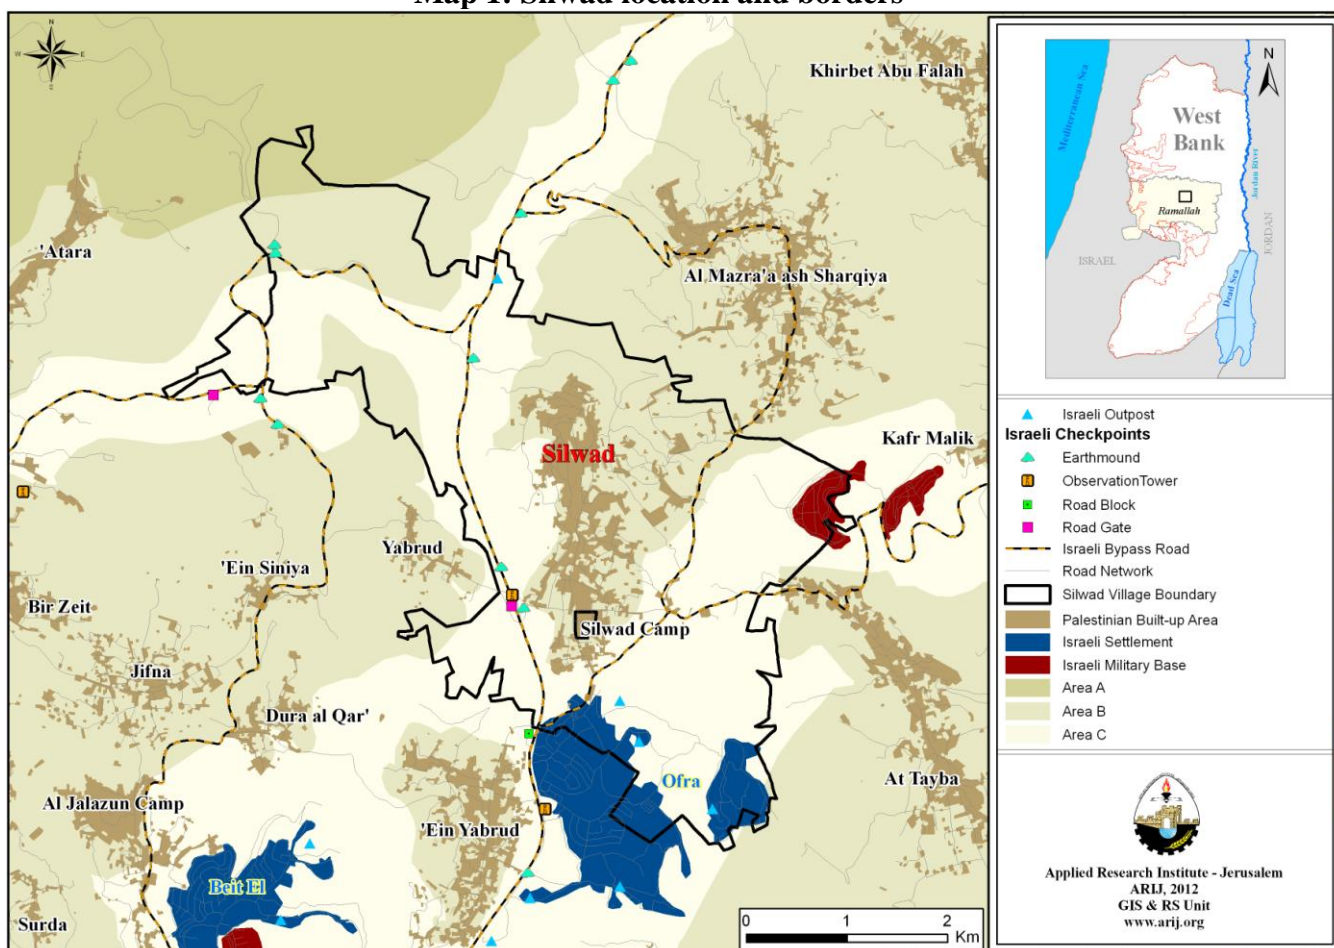 Map 1: Silwad location and borders
N
W
E
S
Khirbet Abu Falah
'Atara
Al Mazra'a ash Sharqiya
Silwad
Kafr Malik
Yabrud
'Ein Siniya
Bir Zeit
Silwad Camp
Jifna
Dura al Qar'
Ofra
At Tayba
Al Jalazun Camp
'Ein Yabrud
Beit El
Surda
0 1 2
Km
N
Mediterranean Sea
West
Bank
Jordan River
Ramallah
ISRAEL
JORDAN
Dead Sea
Israeli Outpost
Israeli Checkpoints
Earthmound
ObservationTower
Road Block
Road Gate
Israeli Bypass Road
Road Network
Silwad Village Boundary
Palestinian Built-up Area
Israeli Settlement
Israeli Military Base
Area A
Area B
Area C
Applied Research Institute - Jerusalem
ARIJ, 2012
GIS & RS Unit
www.arij.org